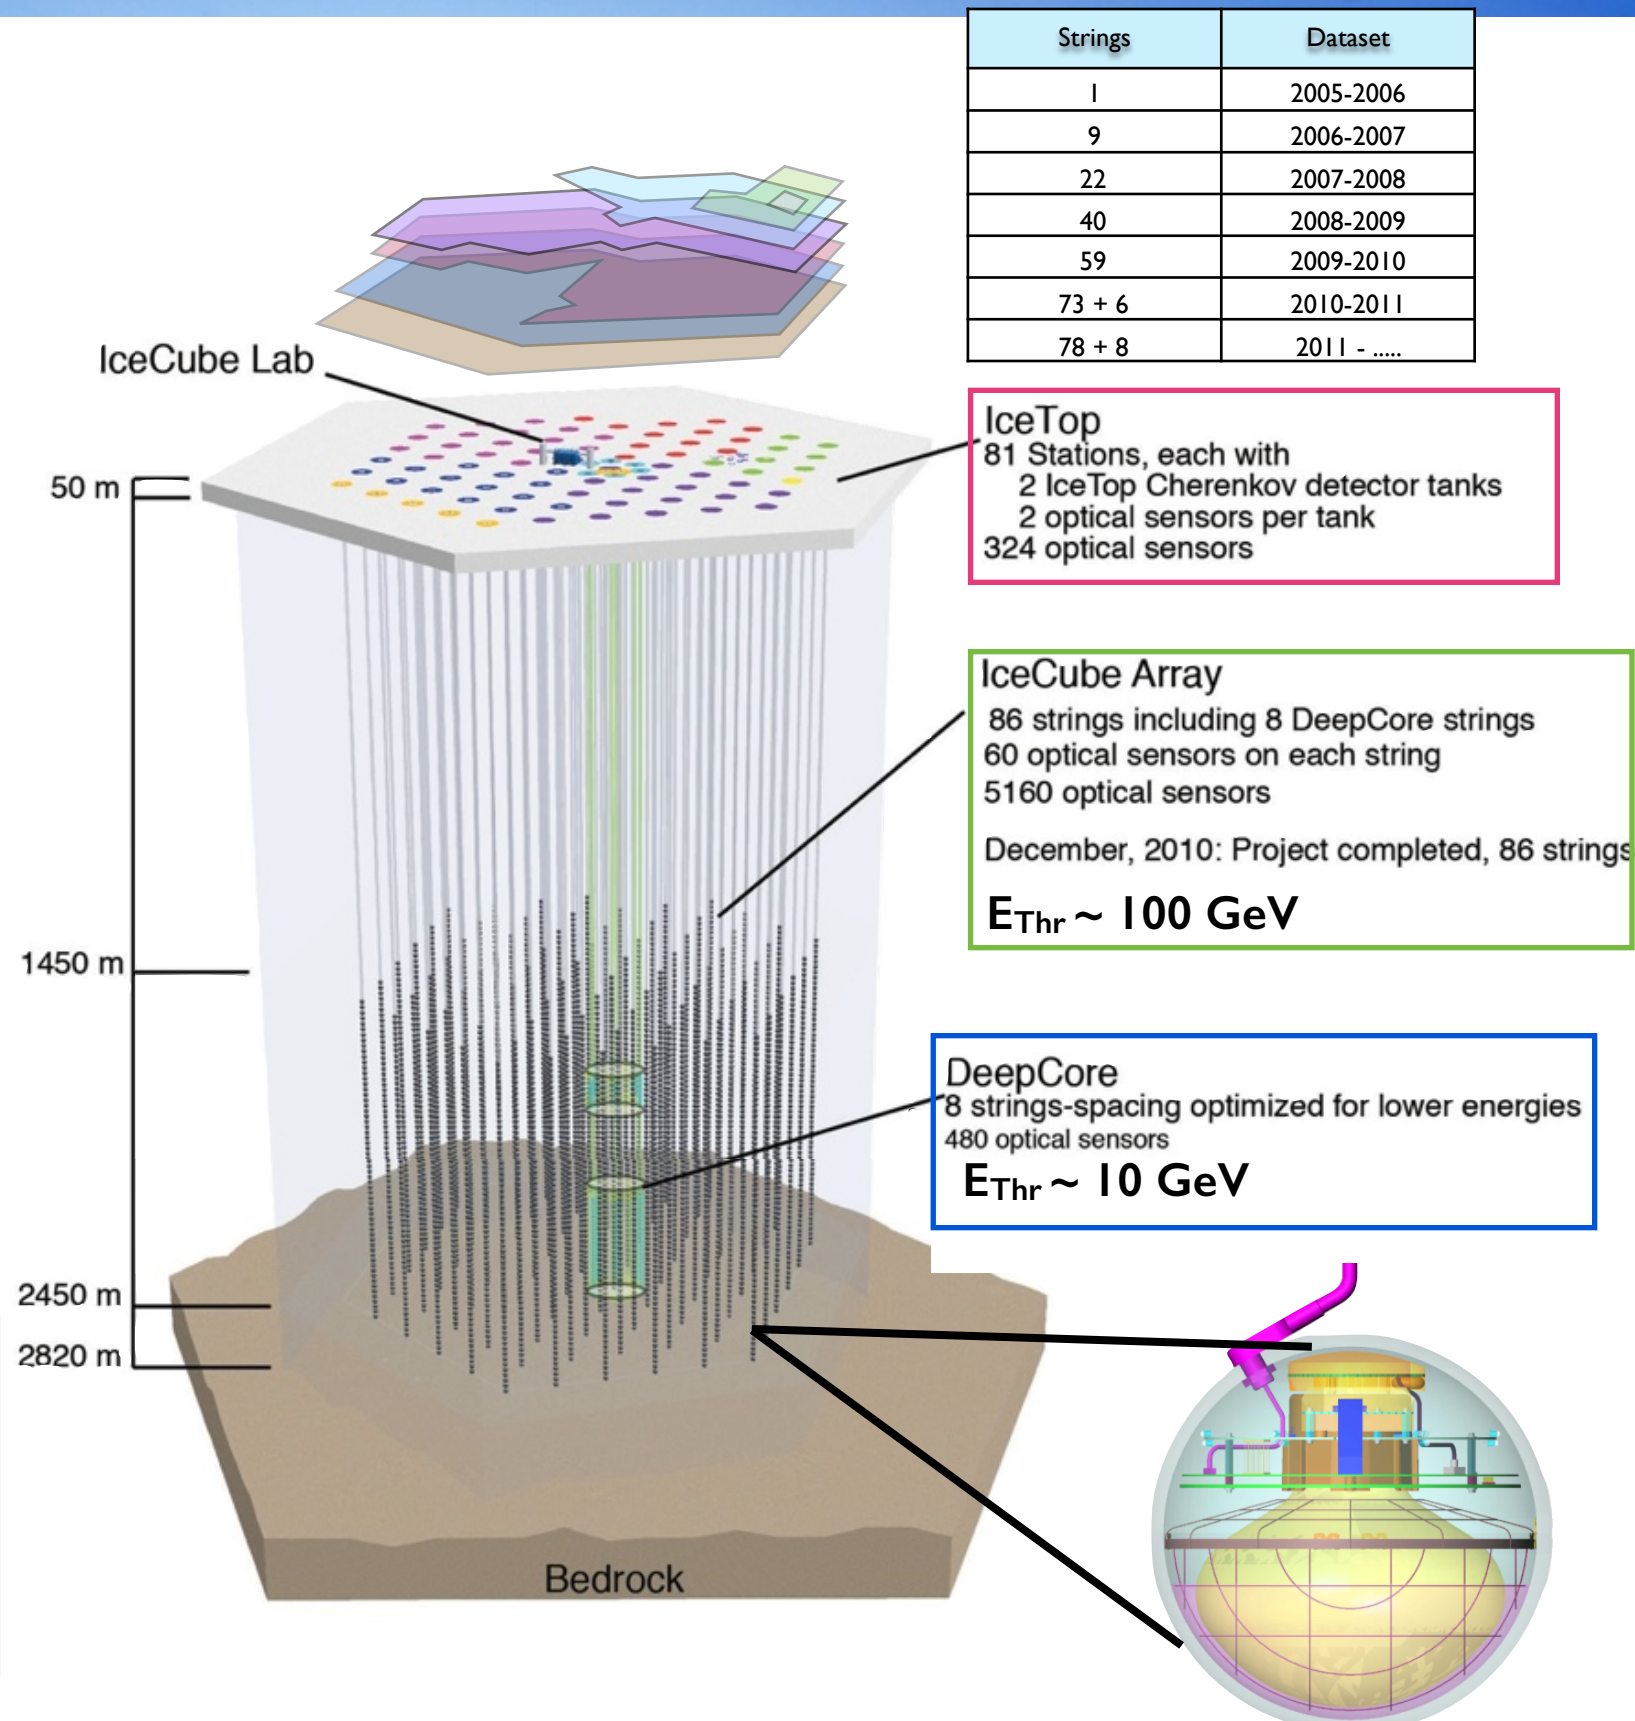 Strings Dataset
1 2005-2006
9 2006-2007
22 2007-2008
40 2008-2009
59 2009-2010
73 + 6 2010-2011
78 + 8 2011 - .....
IceCube Lab
50 m
1450 m
2450 m
2820 m
IceTop
81 Stations, each with
2 IceTop Cherenkov detector tanks
2 optical sensors per tank
324 optical sensors
IceCube Array
86 strings including 8 DeepCore strings
60 optical sensors on each string
5160 optical sensors
December, 2010: Project completed, 86 strings
EThr ~ 100 GeV
DeepCore
8 strings-spacing optimized for lower energies
480 optical sensors
EThr ~ 10 GeV
Bedrock